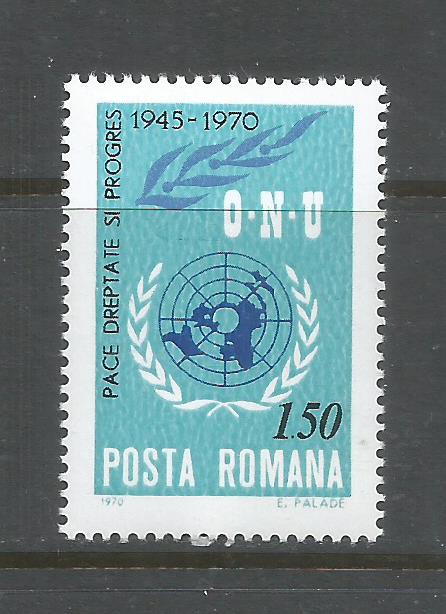 1945-1970
PACE DREPTATE SI PROGRES
O·N·U
1.50
POSTA ROMANA
1970
E. PALADE